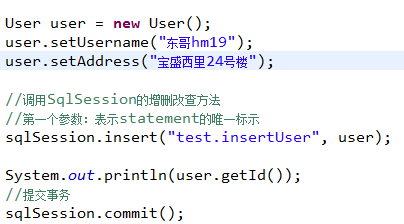 User user = new User();
user.setUsername("东哥hm19");
user.setAddress("宝盛西里24号楼");
//调用SqlSession的增删改查方法
//第一个参数：表示statement的唯一标示
sqlSession.insert("test.insertUser", user);
System.out.println(user.getId());
//提交事务
sqlSession.commit();